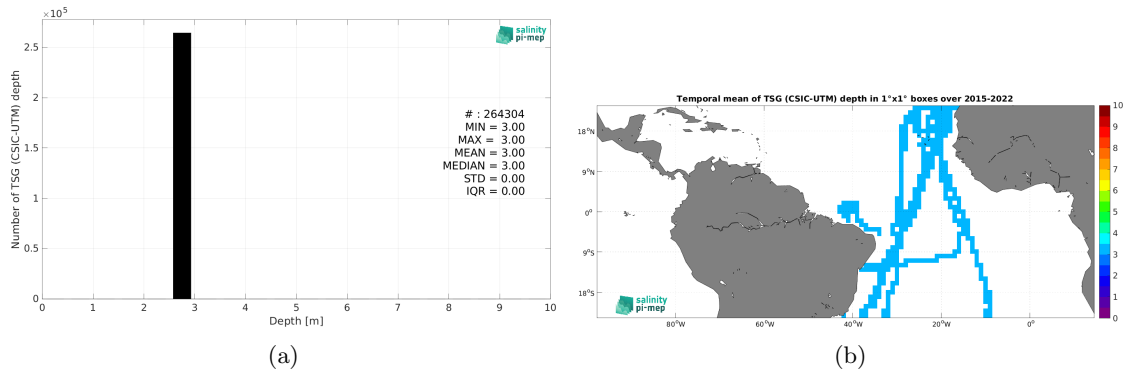 ×10⁵
2.5
2
1.5
1
0.5
0
0 1 2 3 4 5 6 7 8 9 10
Number of TSG (CSIC-UTM) depth
Depth [m]
salinity
pi-mep
# : 264304
MIN = 3.00
MAX = 3.00
MEAN = 3.00
MEDIAN = 3.00
STD = 0.00
IQR = 0.00
(a)
Temporal mean of TSG (CSIC-UTM) depth in 1°x1° boxes over 2015-2022
18°N
9°N
0°
9°S
18°S
80°W 60°W 40°W 20°W 0°
salinity
pi-mep
10
9
8
7
6
5
4
3
2
1
0
(b)